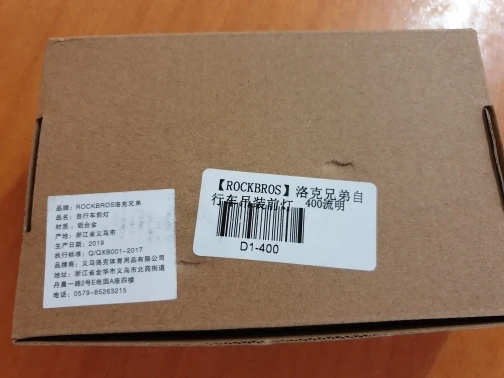 【ROCKBROS】洛克兄弟自
行车吊装前灯 400流明
D1-400
品牌：ROCKBROS洛克兄弟
品名：自行车前灯
材质：铝合金
产地：浙江省义乌市
生产日期：2019
执行标准：Q/QXB001-2017
品牌商：义乌洛克体育用品有限公司
地址：浙江省金华市义乌市北苑街道
丹晨一路2号E电园A座四楼
电话：0579-85263215